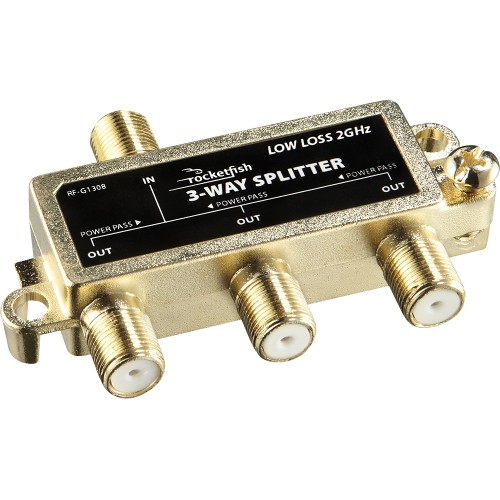 LOW LOSS 2GHz
rocketfish
3-WAY SPLITTER
RF-G1308
IN
POWER PASS ►
◄ POWER PASS
◄ POWER PASS
OUT
OUT
OUT